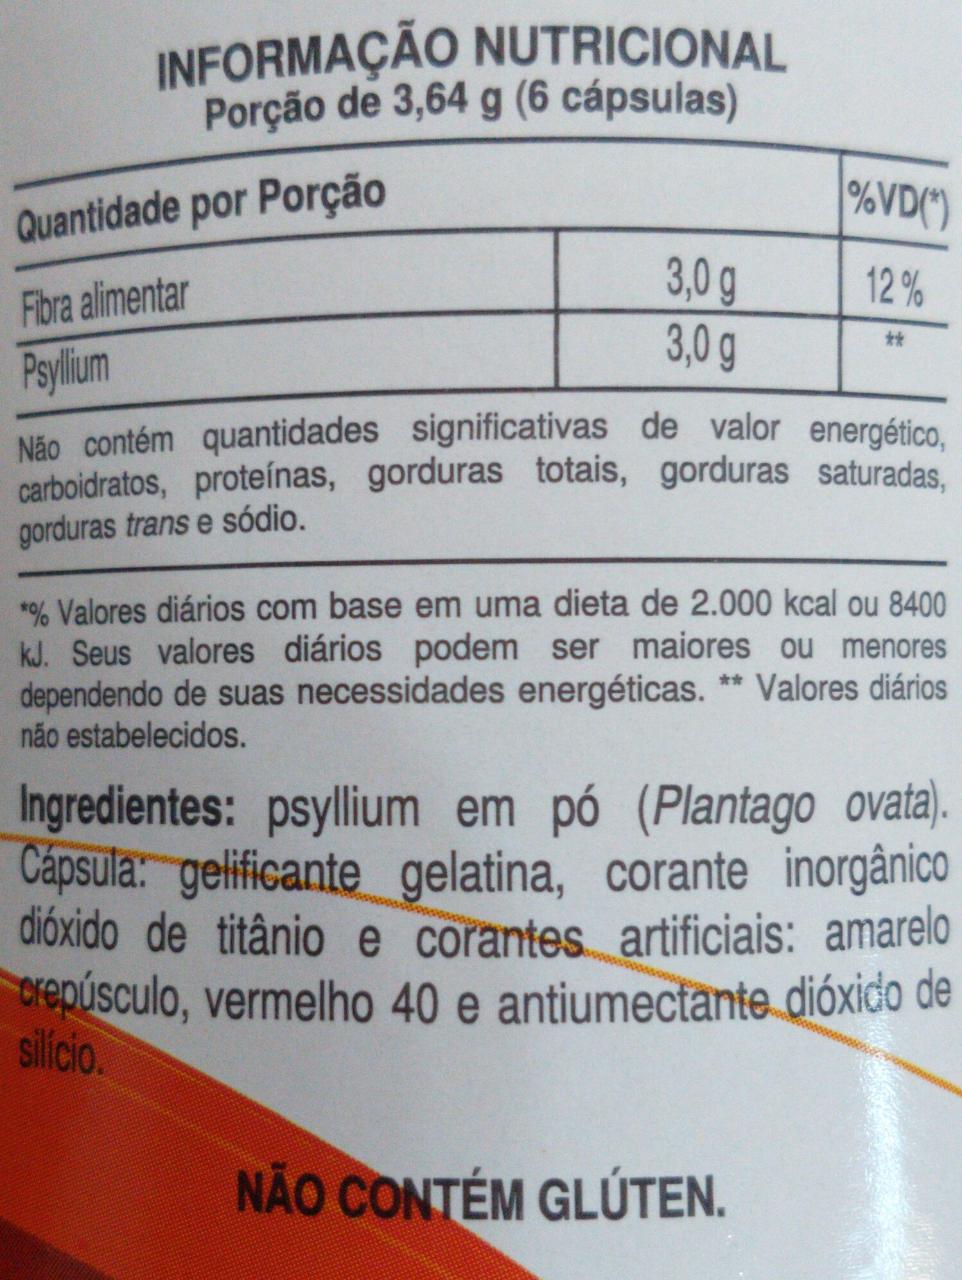 INFORMAÇÃO NUTRICIONAL
Porção de 3,64 g (6 cápsulas)
Quantidade por Porção %VD(*)
Fibra alimentar 3,0 g 12 %
Psyllium 3,0 g **
Não contém quantidades significativas de valor energético,
carboidratos, proteínas, gorduras totais, gorduras saturadas,
gorduras trans e sódio.
*% Valores diários com base em uma dieta de 2.000 kcal ou 8400
kJ. Seus valores diários podem ser maiores ou menores
dependendo de suas necessidades energéticas. ** Valores diários
não estabelecidos.
Ingredientes: psyllium em pó (Plantago ovata).
Cápsula: gelificante gelatina, corante inorgânico
dióxido de titânio e corantes artificiais: amarelo
crepúsculo, vermelho 40 e antiumectante dióxido de
silício.
NÃO CONTÉM GLÚTEN.